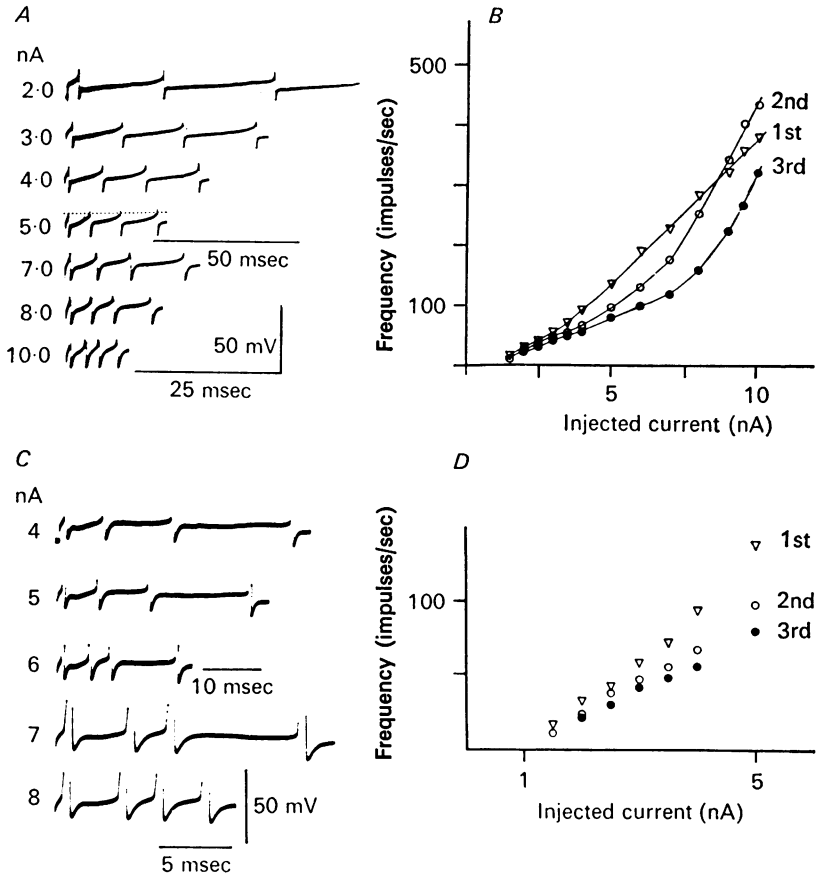 A
nA
2·0
3·0
4·0
5·0
50 msec
7·0
8·0
50 mV
10·0
25 msec
B
Frequency (impulses/sec)
500
100
2nd
1st
3rd
5
10
Injected current (nA)
C
nA
4
5
6
10 msec
7
8
50 mV
5 msec
D
Frequency (impulses/sec)
100
1st
2nd
3rd
1
5
Injected current (nA)